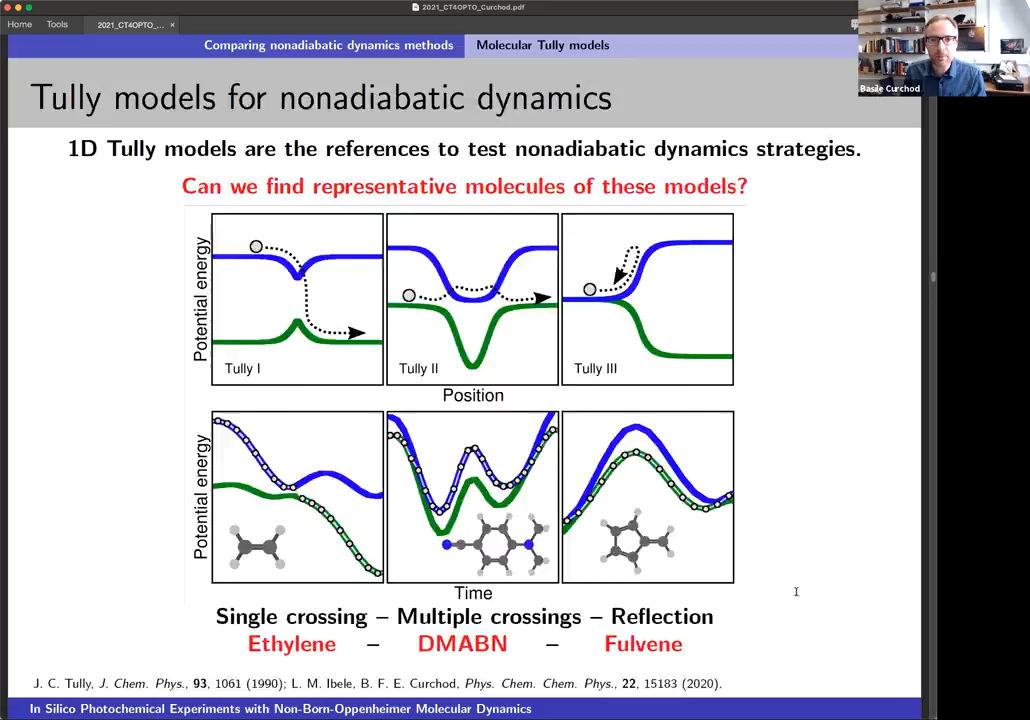 2021_CT4OPTO_Curchod.pdf
Home Tools 2021_CT4OPTO_... ×
Comparing nonadiabatic dynamics methods Molecular Tully models
Basile Curchod
Tully models for nonadiabatic dynamics
1D Tully models are the references to test nonadiabatic dynamics strategies.
Can we find representative molecules of these models?
Potential energy
Tully I Tully II Tully III
Position
Potential energy
Time
Single crossing – Multiple crossings – Reflection
Ethylene – DMABN – Fulvene
J. C. Tully, J. Chem. Phys., 93, 1061 (1990); L. M. Ibele, B. F. E. Curchod, Phys. Chem. Chem. Phys., 22, 15183 (2020).
In Silico Photochemical Experiments with Non-Born-Oppenheimer Molecular Dynamics